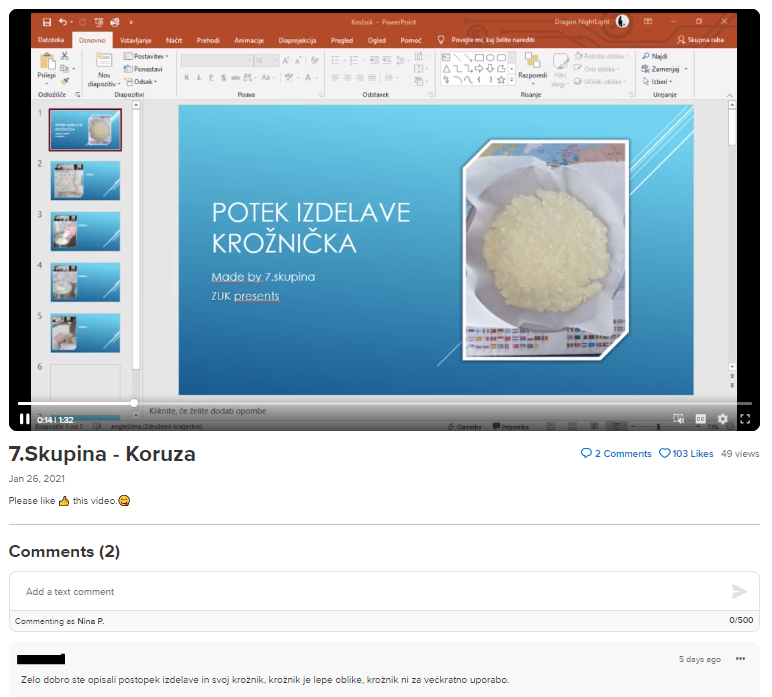 Krožnik - PowerPoint
Dragon NightLight
Datoteka Osnovno Vstavljanje Načrt Prehodi Animacije Diaprojekcija Pregled Ogled Pomoč Povejte mi, kaj želite narediti Skupna raba
Prilepi
Nov
diapozitiv
Postavitev
Ponastavi
Odsek
18
Razporedi
Hitri
slogi
Polnilo oblike
Oris oblike
Učinki oblike
Najdi
Zamenjaj
Izberi
Odložišče Diapozitivi Pisava Odstavek Risanje Urejanje
1
2
3
4
5
6
POTEK IZDELAVE
KROŽNIČKA
Made by 7.skupina
ZUK presents
Kliknite, če želite dodati opombe
0:14 | 1:32
angleščina (Združeno kraljestvo)
Opombe Pripombe
7.Skupina - Koruza
2 Comments 103 Likes 49 views
Jan 26, 2021
Please like 👍 this video.😋
Comments (2)
Add a text comment
Commenting as Nina P. 0/500
5 days ago
Zelo dobro ste opisali postopek izdelave in svoj krožnik, krožnik je lepe oblike, krožnik ni za večkratno uporabo.